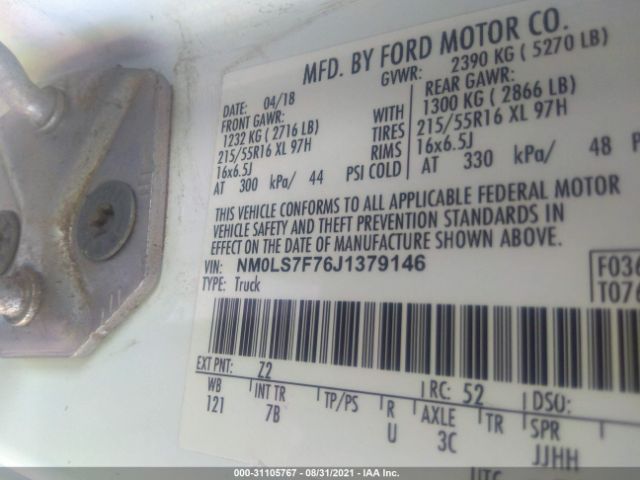 MFD. BY FORD MOTOR CO.
GVWR: 2390 KG ( 5270 LB)
DATE: 04/18
FRONT GAWR: REAR GAWR:
1232 KG ( 2716 LB) WITH 1300 KG ( 2866 LB)
215/55R16 XL 97H TIRES 215/55R16 XL 97H
16x6.5J RIMS 16x6.5J
AT 300 kPa/ 44 PSI COLD AT 330 kPa/ 48
THIS VEHICLE CONFORMS TO ALL APPLICABLE FEDERAL MOTOR
VEHICLE SAFETY AND THEFT PREVENTION STANDARDS IN
EFFECT ON THE DATE OF MANUFACTURE SHOWN ABOVE.
VIN: NM0LS7F76J1379146 F036
TYPE: Truck T076
EXT PNT: Z2 RC: 52 DSO:
WB INT TR TP/PS R AXLE TR SPR
121 7B U 3C JJHH
UTC
000-31105767 - 08/31/2021 - IAA Inc.